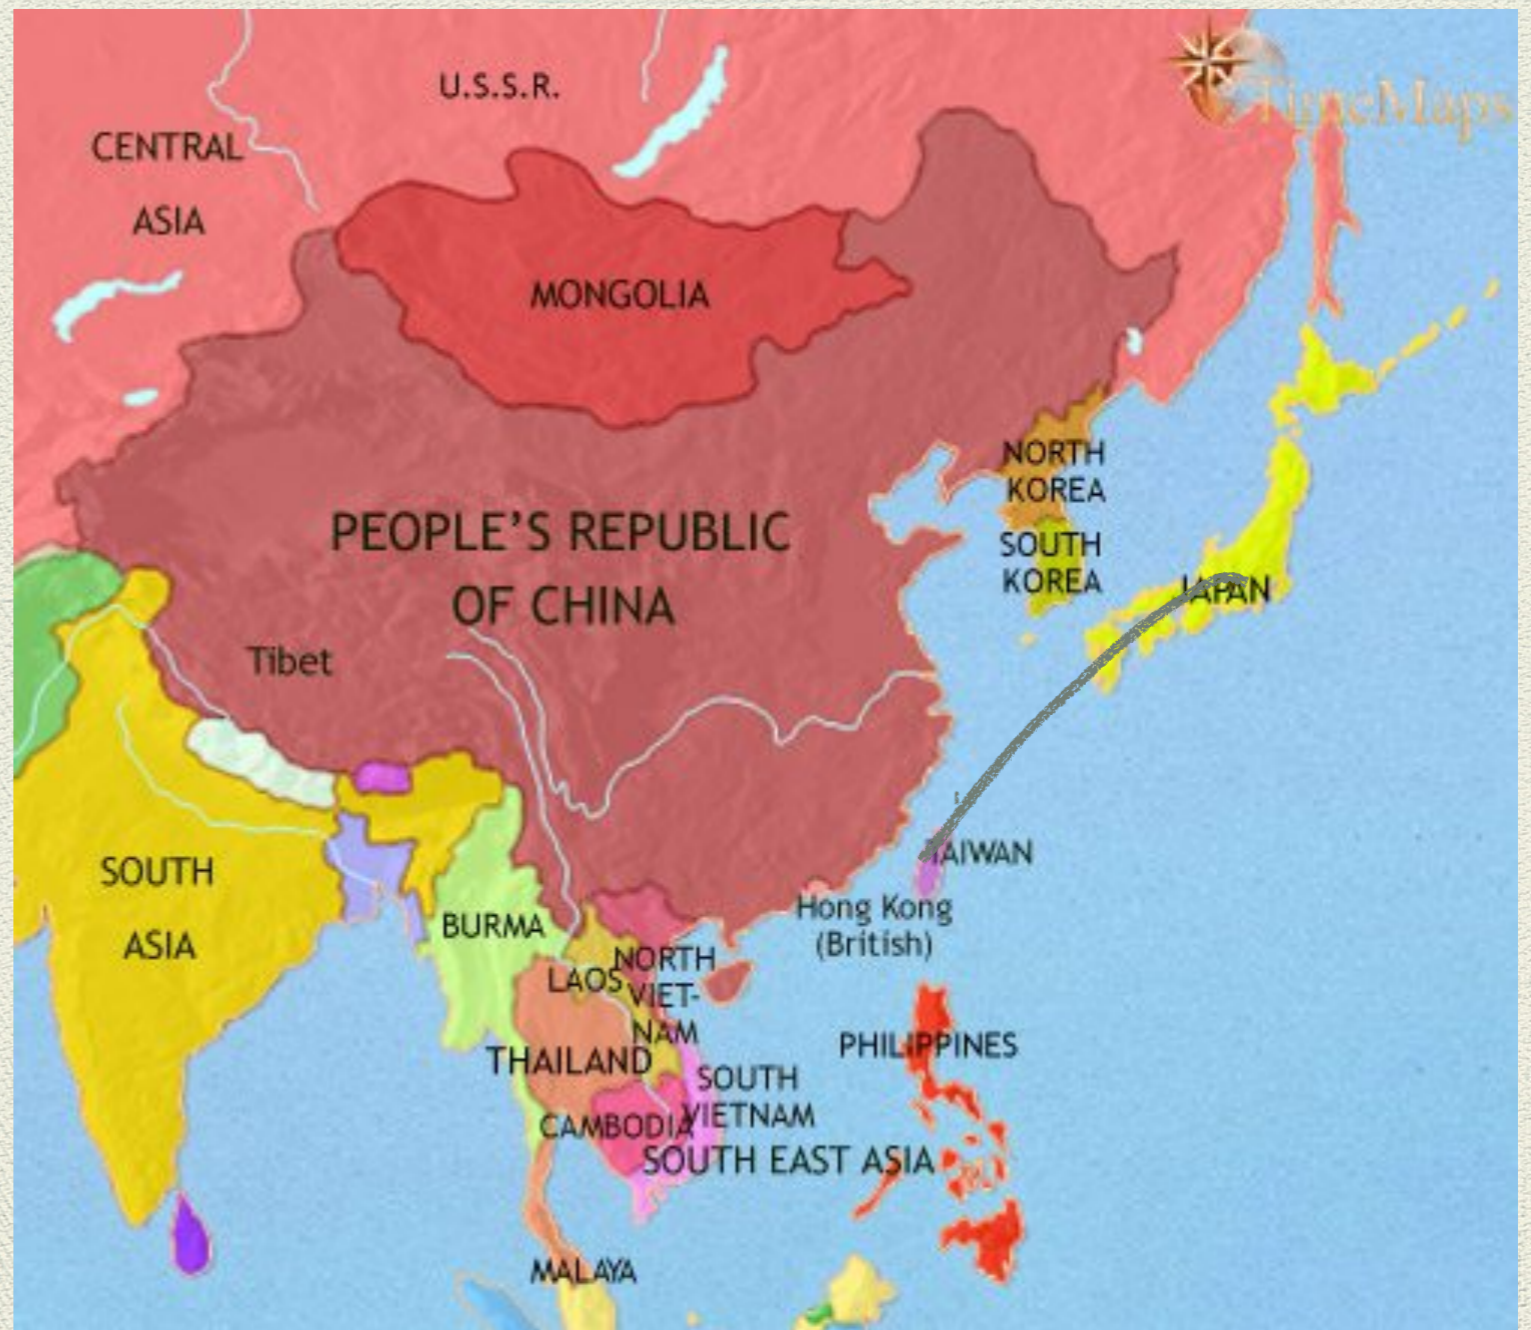 U.S.S.R.
TimeMaps
CENTRAL
ASIA
MONGOLIA
NORTH
KOREA
PEOPLE'S REPUBLIC
OF CHINA
SOUTH
KOREA
JAPAN
Tibet
TAIWAN
SOUTH
ASIA
Hong Kong
(British)
BURMA
LAOS
NORTH
VIET-
NAM
THAILAND
PHILIPPINES
SOUTH
VIETNAM
CAMBODIA
SOUTH EAST ASIA
MALAYA